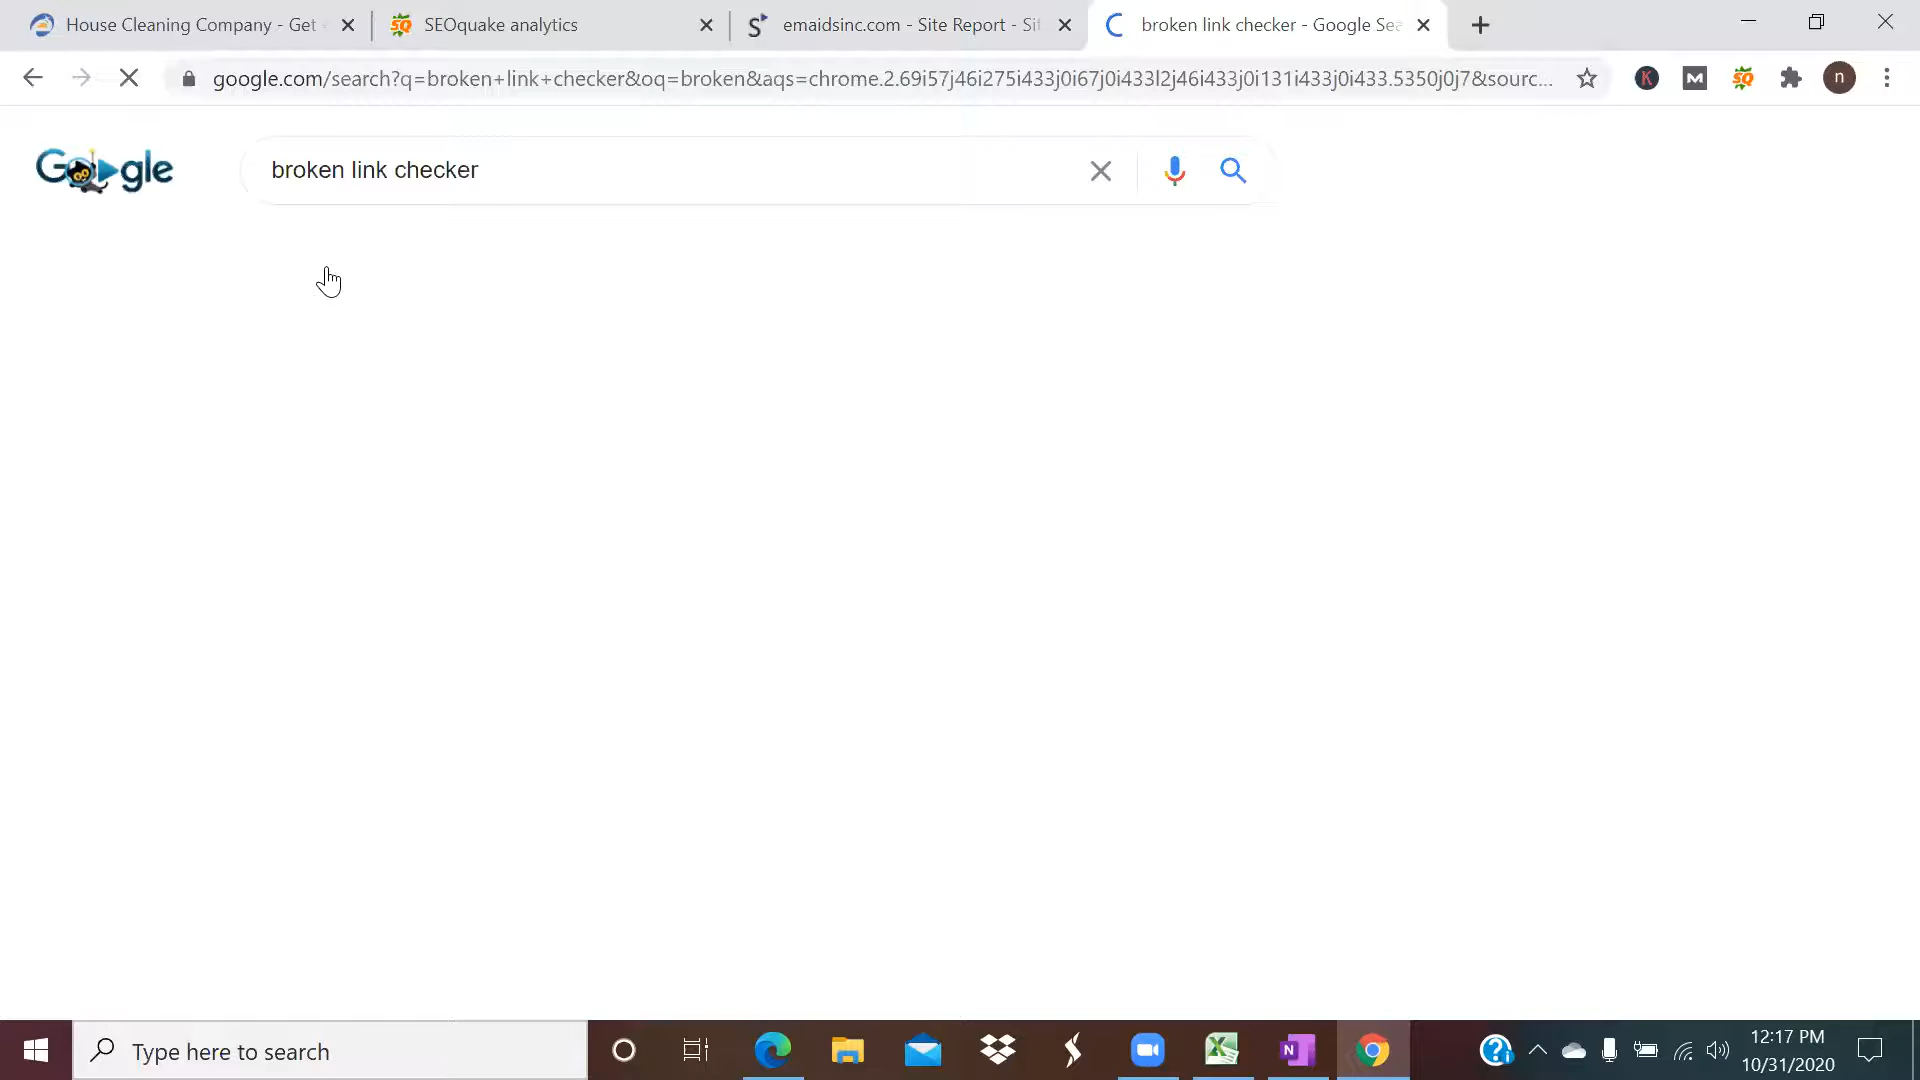 House Cleaning Company - Get
SEOquake analytics
emaidsinc.com - Site Report - Sit
broken link checker - Google Sea
google.com/search?q=broken+link+checker&oq=broken&aqs=chrome.2.69i57j46i275i433j0i67j0i433l2j46i433j0i131i433j0i433.5350j0j7&sourc...
n
Google
broken link checker
Type here to search
12:17 PM
10/31/2020